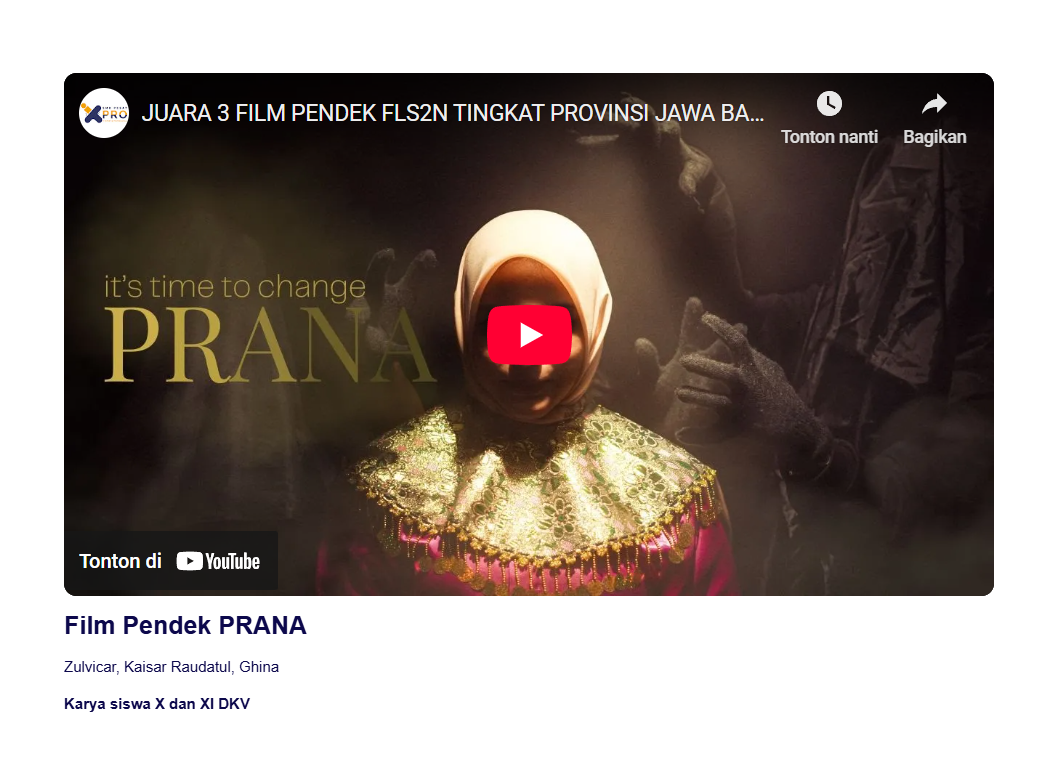 JUARA 3 FILM PENDEK FLS2N TINGKAT PROVINSI JAWA BA...
Tonton nanti
Bagikan
PRO
it's time to change
PRANA
Tonton di YouTube
Film Pendek PRANA
Zulvicar, Kaisar Raudatul, Ghina
Karya siswa X dan XI DKV